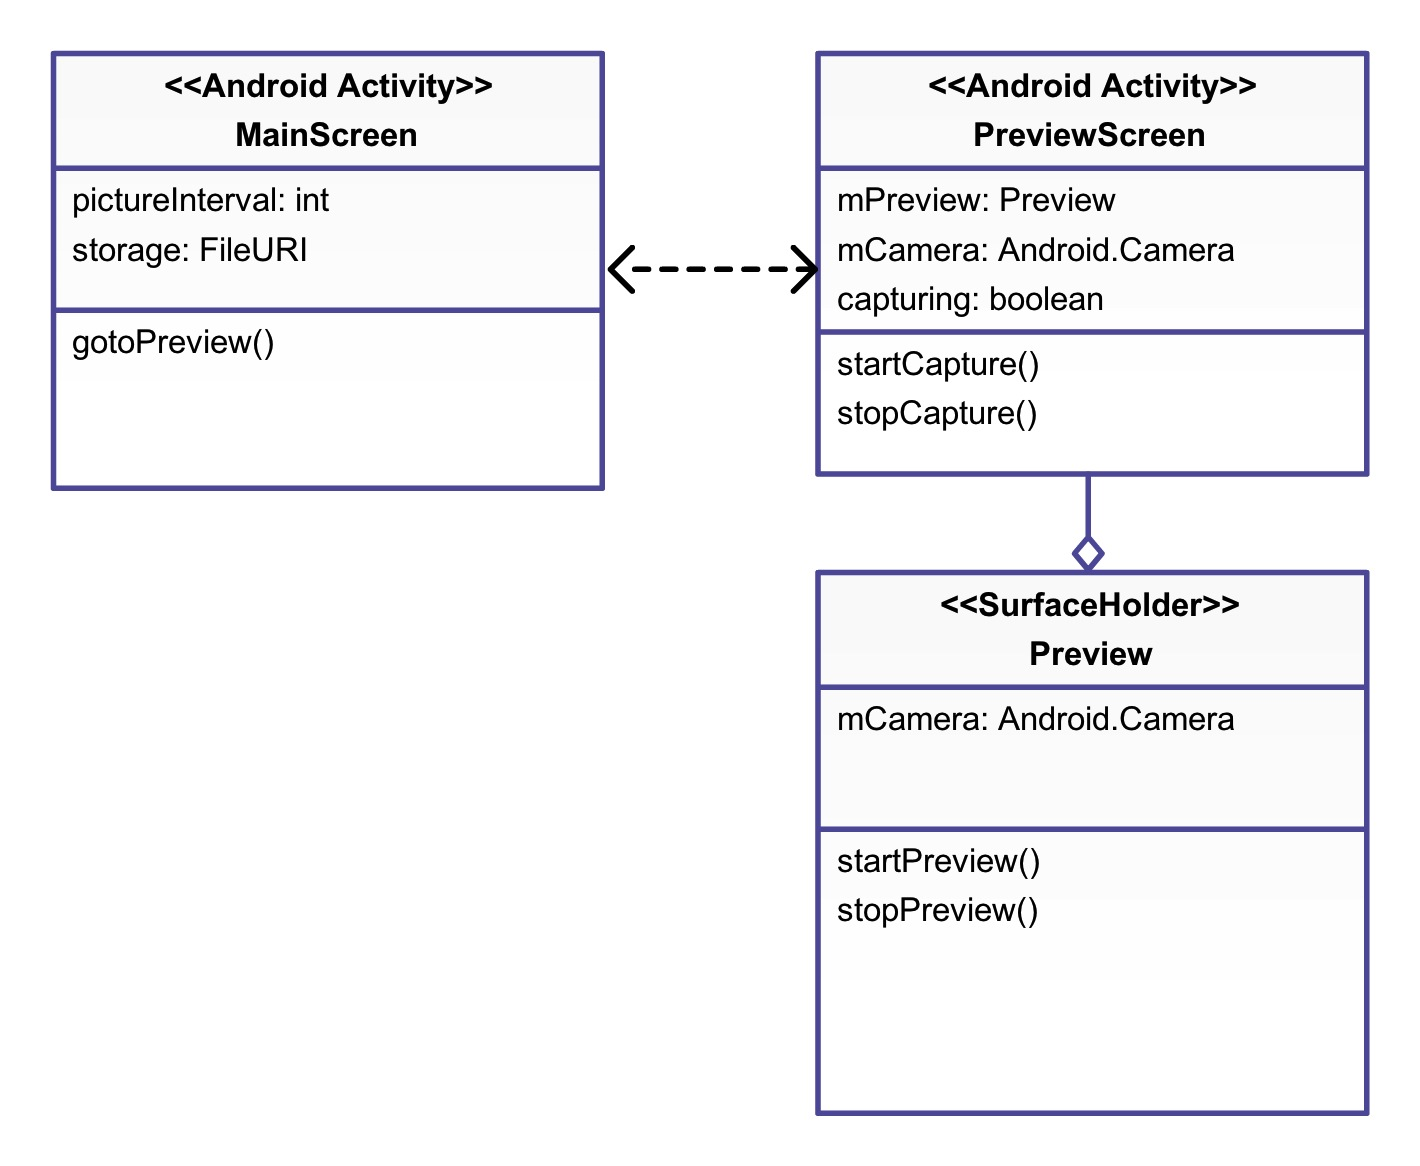 <<Android Activity>>
MainScreen
pictureInterval: int
storage: FileURI
gotoPreview()
<<Android Activity>>
PreviewScreen
mPreview: Preview
mCamera: Android.Camera
capturing: boolean
startCapture()
stopCapture()
<<SurfaceHolder>>
Preview
mCamera: Android.Camera
startPreview()
stopPreview()